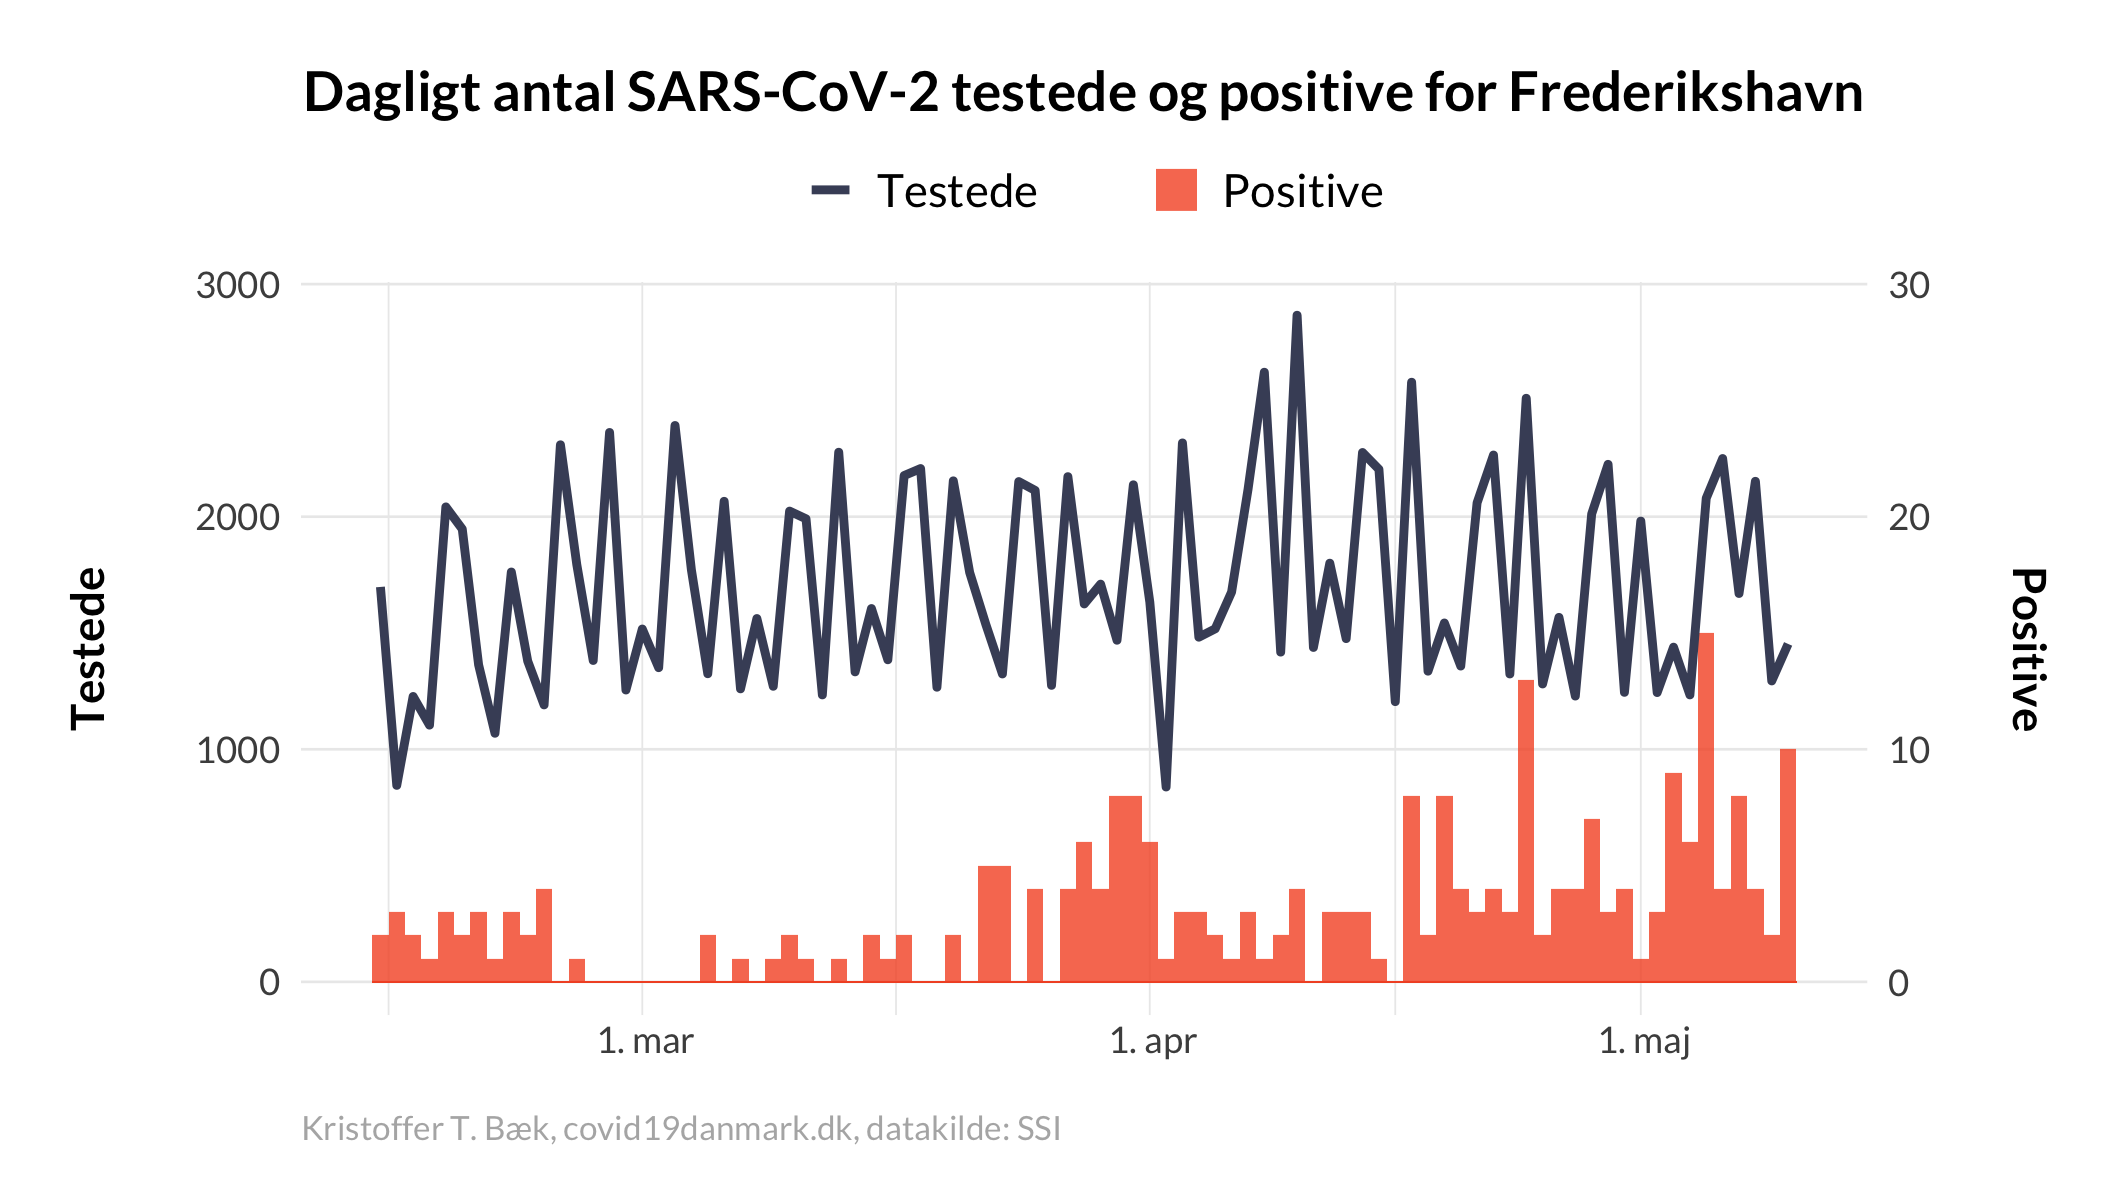 Dagligt antal SARS-CoV-2 testede og positive for Frederikshavn
Testede
Positive
3000
2000
1000
0
30
20
10
0
Testede
Positive
1. mar
1. apr
1. maj
Kristoffer T. Bæk, covid19danmark.dk, datakilde: SSI